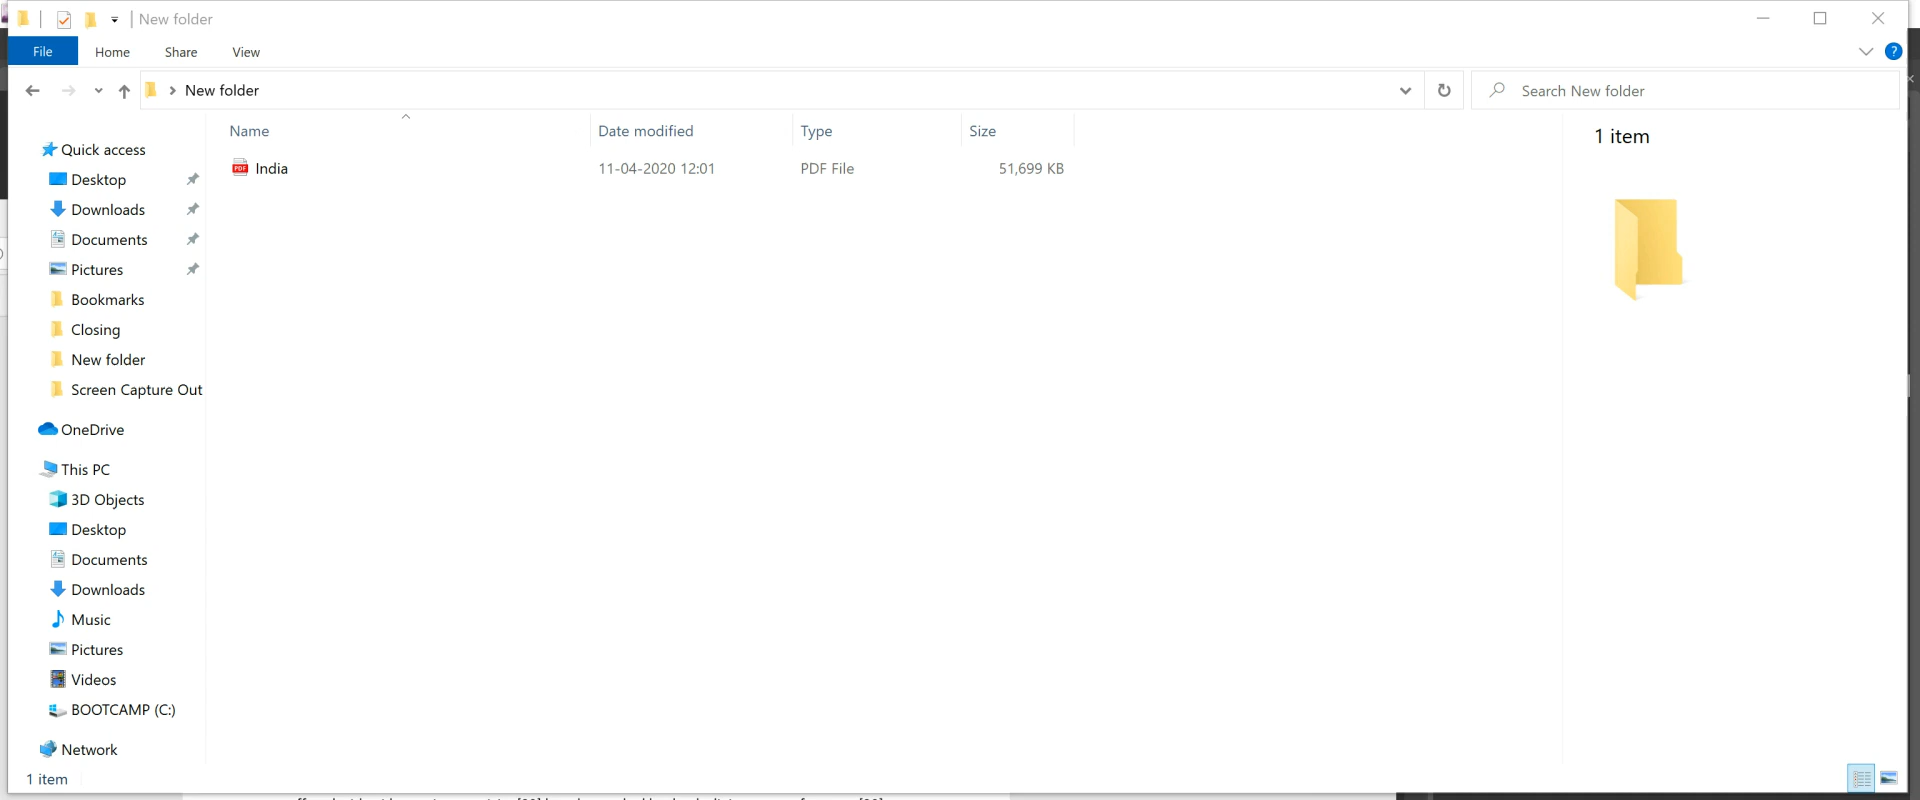 New folder
File Home Share View
New folder
Search New folder
Name Date modified Type Size
India 11-04-2020 12:01 PDF File 51,699 KB
1 item
Quick access
Desktop
Downloads
Documents
Pictures
Bookmarks
Closing
New folder
Screen Capture Out
OneDrive
This PC
3D Objects
Desktop
Documents
Downloads
Music
Pictures
Videos
BOOTCAMP (C:)
Network
1 item